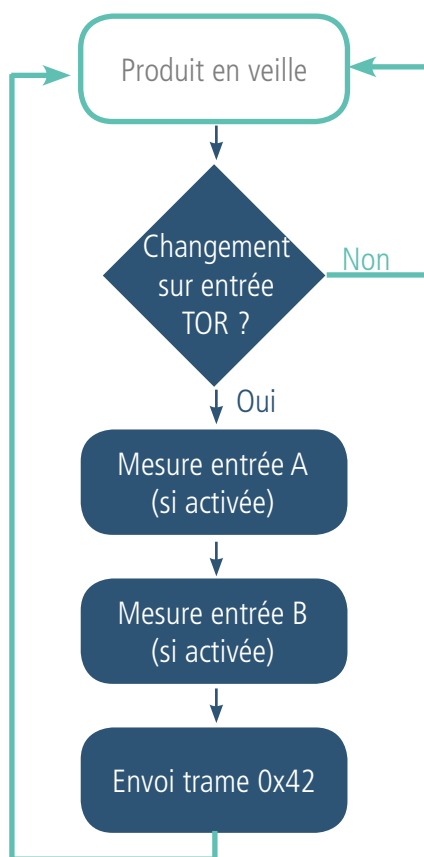 Produit en veille
Changement
sur entrée
TOR ?
Non
Oui
Mesure entrée A
(si activée)
Mesure entrée B
(si activée)
Envoi trame 0x42